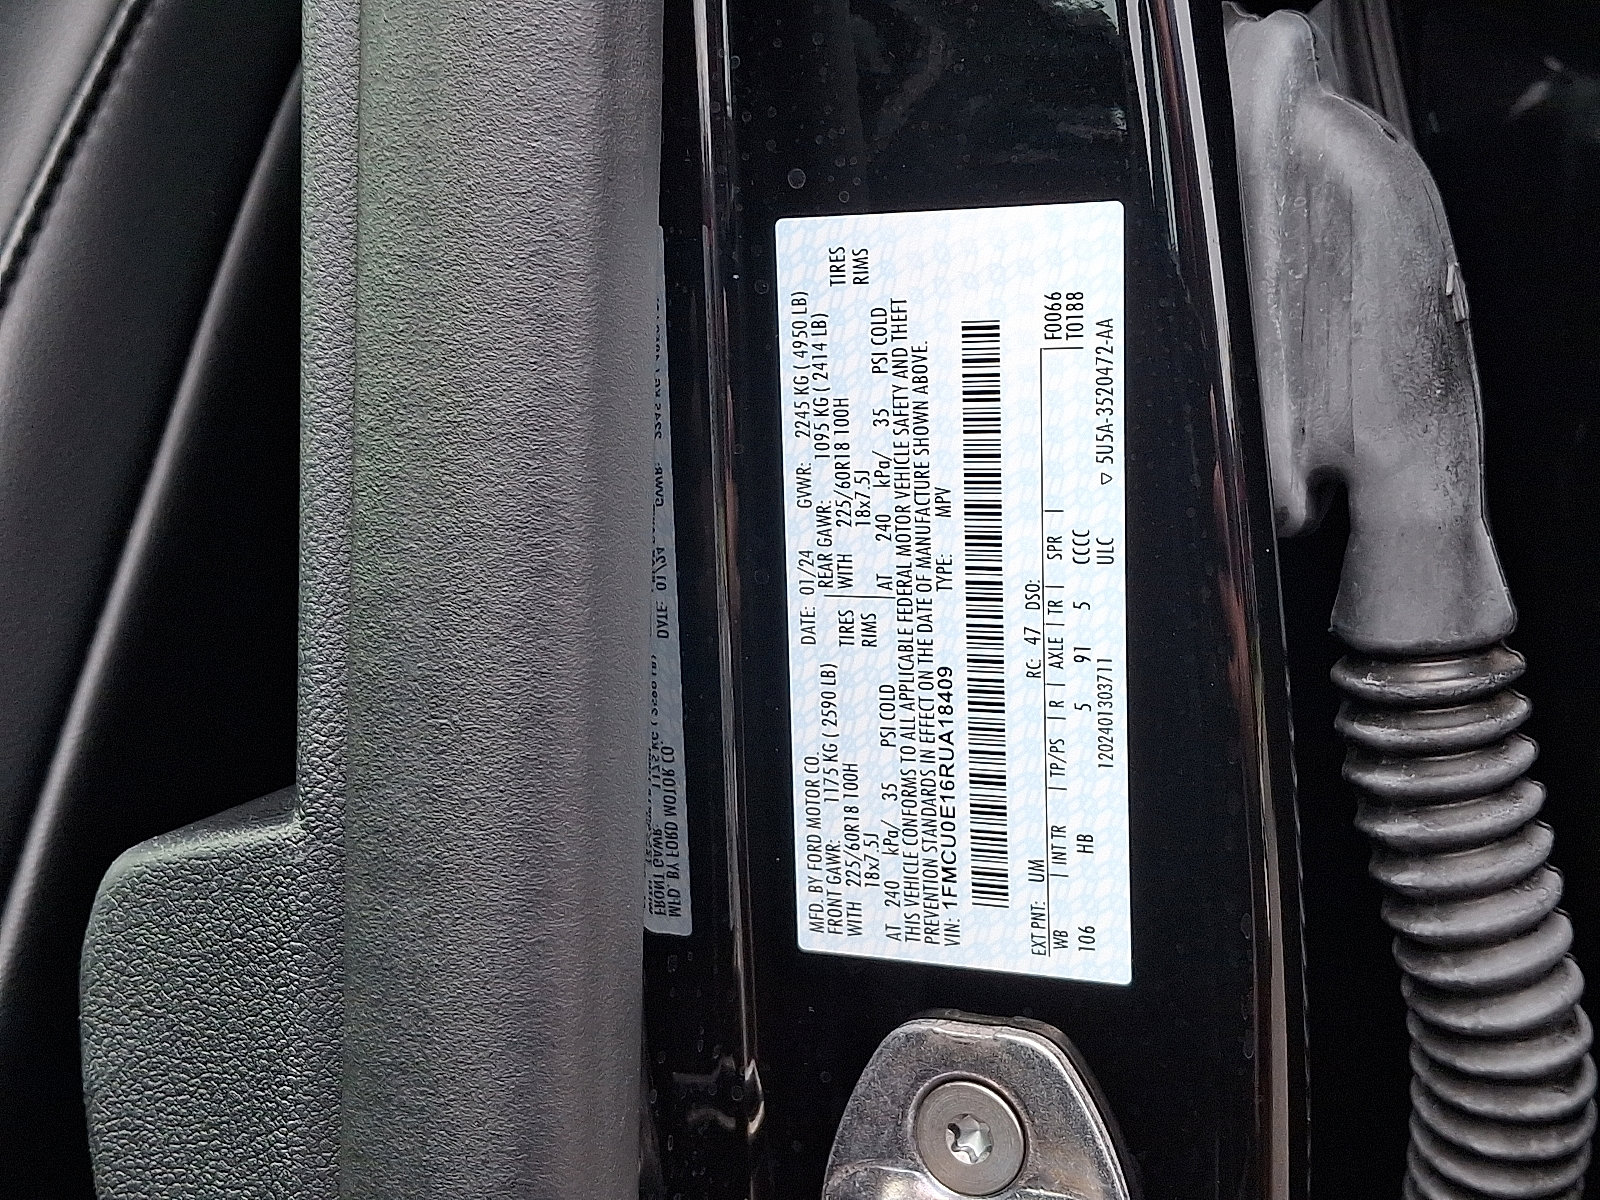 MFD. BY FORD MOTOR CO. DATE: 01/24 GVWR: 2245 KG ( 4950 LB)
FRONT GAWR: 1175 KG ( 2590 LB) REAR GAWR: 1095 KG ( 2414 LB)
WITH 225/60R18 100H TIRES WITH 225/60R18 100H TIRES
18x7.5J RIMS 18x7.5J RIMS
AT 240 kPa/ 35 PSI COLD AT 240 kPa/ 35 PSI COLD
THIS VEHICLE CONFORMS TO ALL APPLICABLE FEDERAL MOTOR VEHICLE SAFETY AND THEFT
PREVENTION STANDARDS IN EFFECT ON THE DATE OF MANUFACTURE SHOWN ABOVE.
VIN: 1FMCU0E16RUA18409 TYPE: MPV
EXT PNT: UM RC: 47 DSO:
WB | INT TR | TP/PS | R | AXLE | TR | SPR | F0066
106 HB 5 91 5 CCCC T0188
1202401303711 ULC ▽ 5U5A-3520472-AA